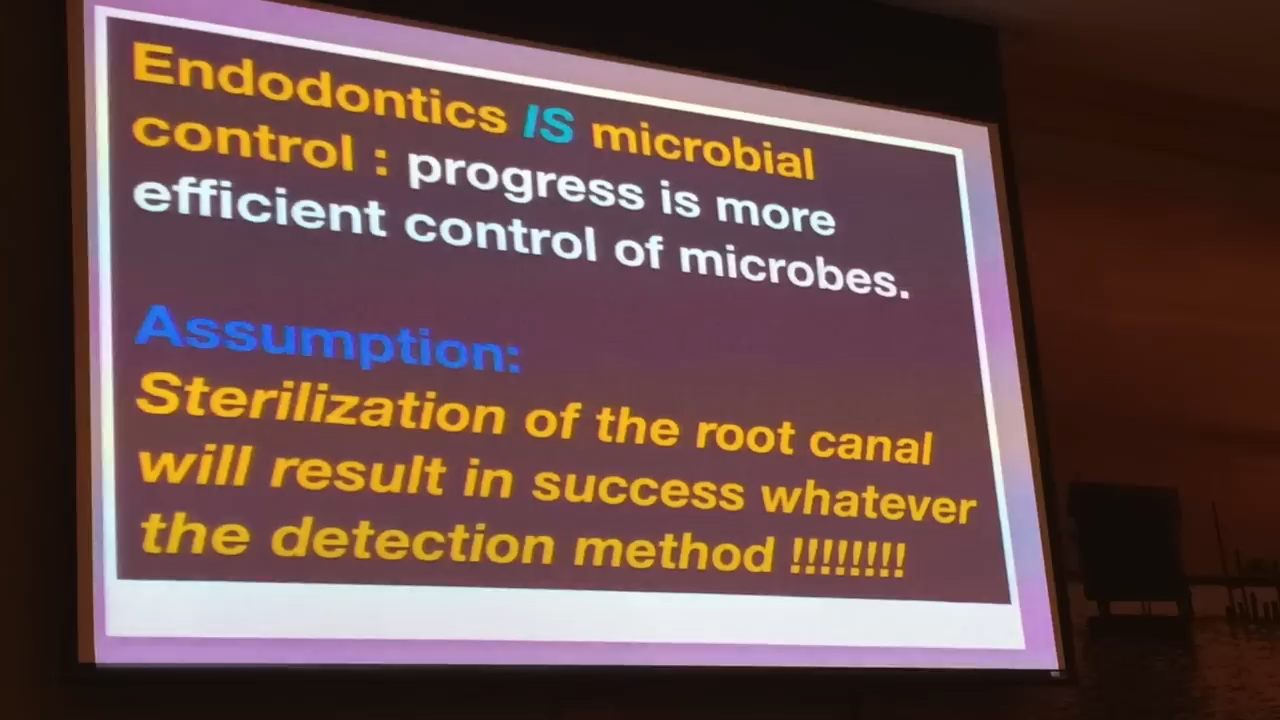 Endodontics IS microbial
control : progress is more
efficient control of microbes.
Assumption:
Sterilization of the root canal
will result in success whatever
the detection method !!!!!!!!